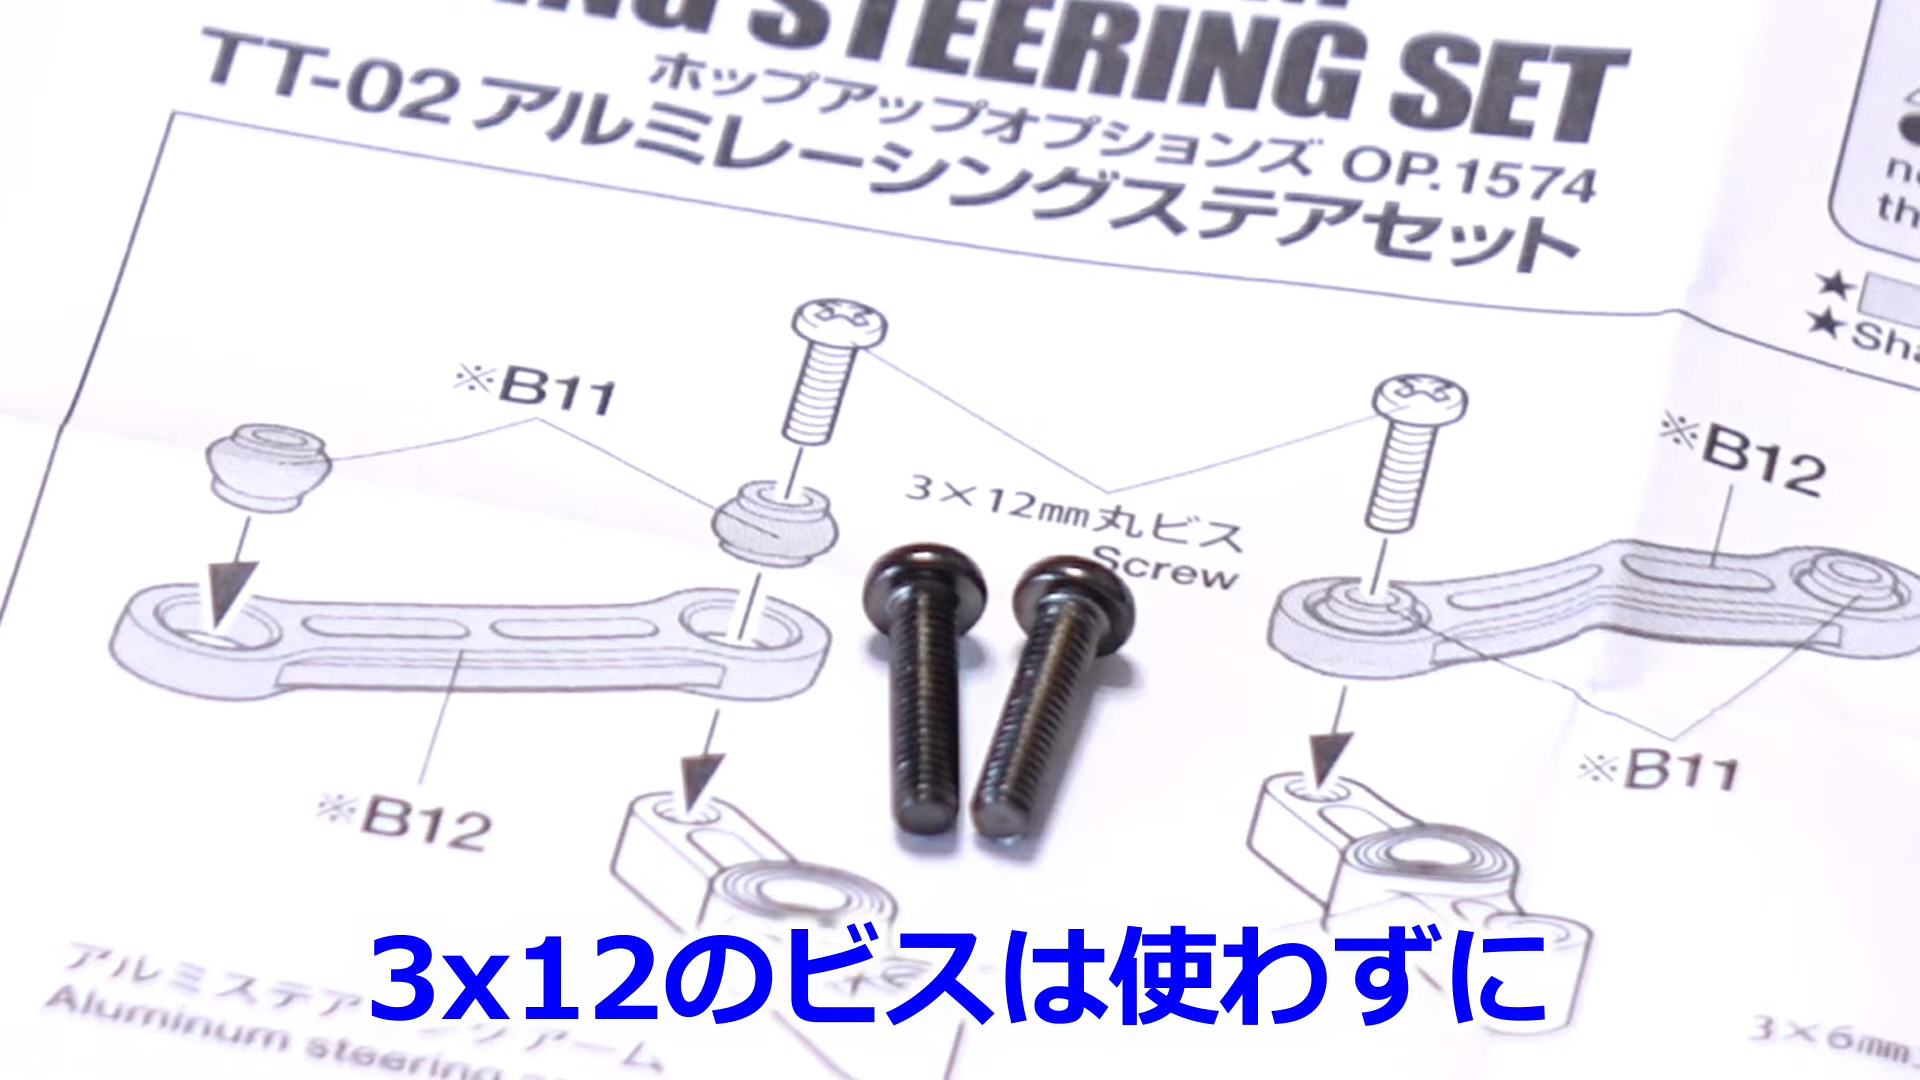 STEERING SET
ホップアップオプションズ OP.1574
TT-02アルミレーシングステアセット
※B11
3×12mm丸ビス
Screw
※B12
※B11
※B12
アルミステア
Aluminum steering
3×6mm
3x12のビスは使わずに